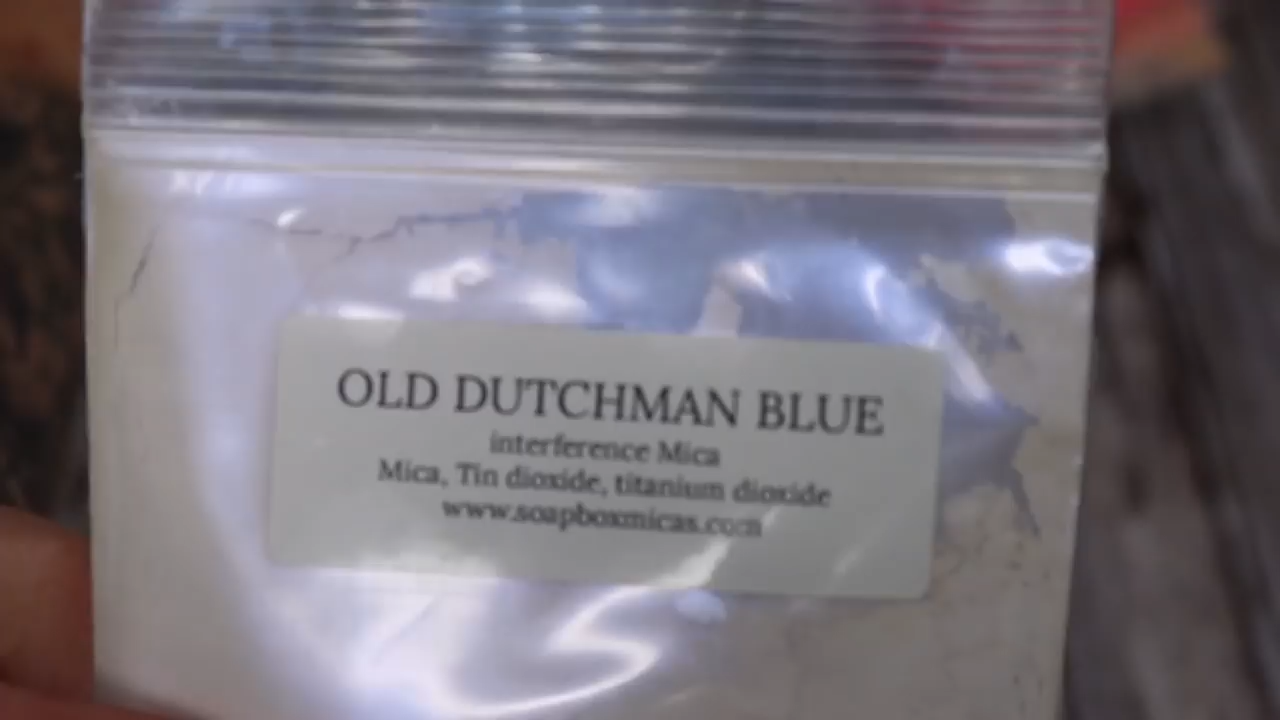 OLD DUTCHMAN BLUE
interference Mica
Mica, Tin dioxide, titanium dioxide
www.soapboxmicas.com